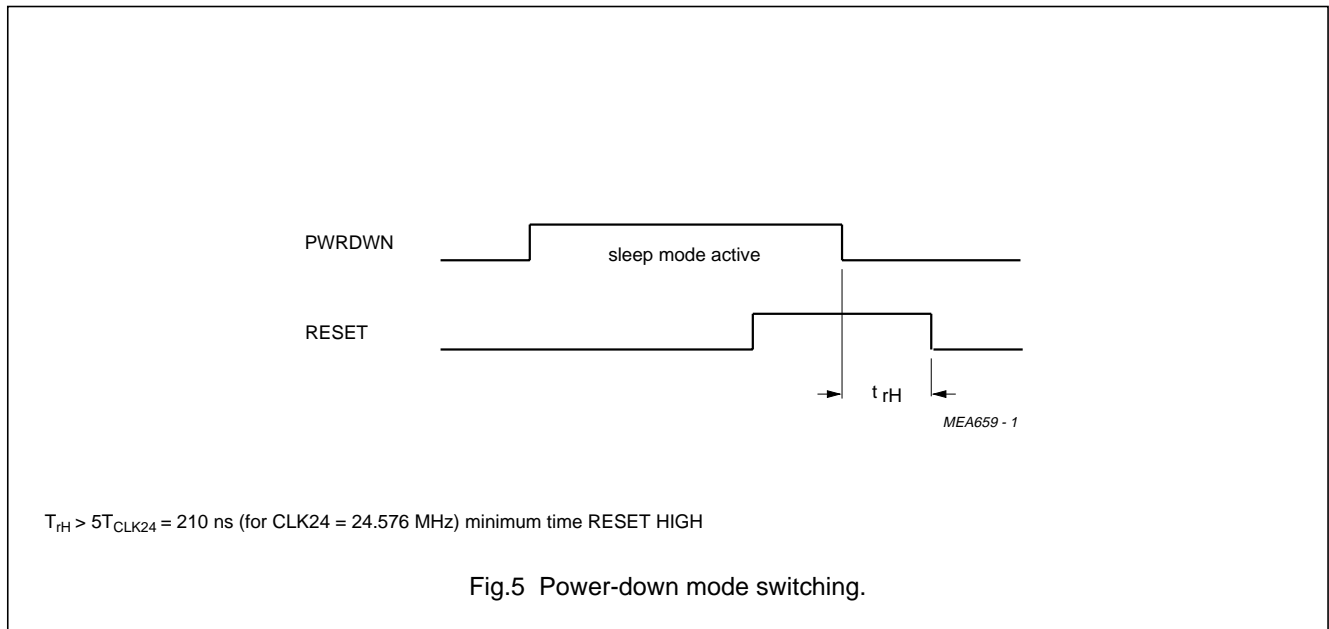 PWRDWN
sleep mode active
RESET
t rH
MEA659 - 1
TrH > 5TCLK24 = 210 ns (for CLK24 = 24.576 MHz) minimum time RESET HIGH
Fig.5 Power-down mode switching.